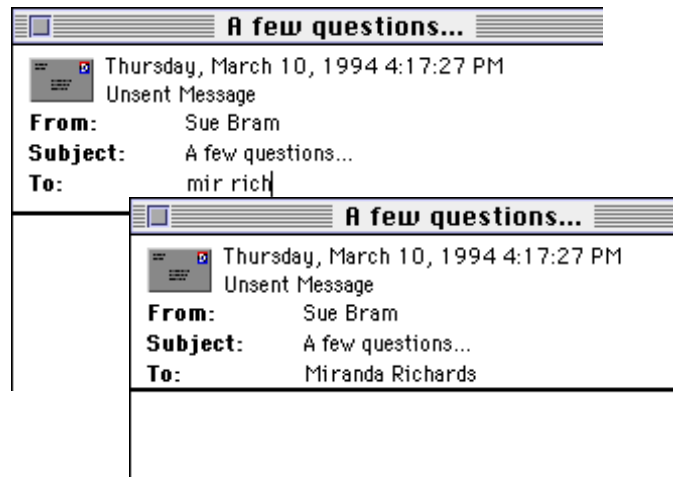 A few questions...
Thursday, March 10, 1994 4:17:27 PM
Unsent Message
From: Sue Bram
Subject: A few questions...
To: mir rich
A few questions...
Thursday, March 10, 1994 4:17:27 PM
Unsent Message
From: Sue Bram
Subject: A few questions...
To: Miranda Richards